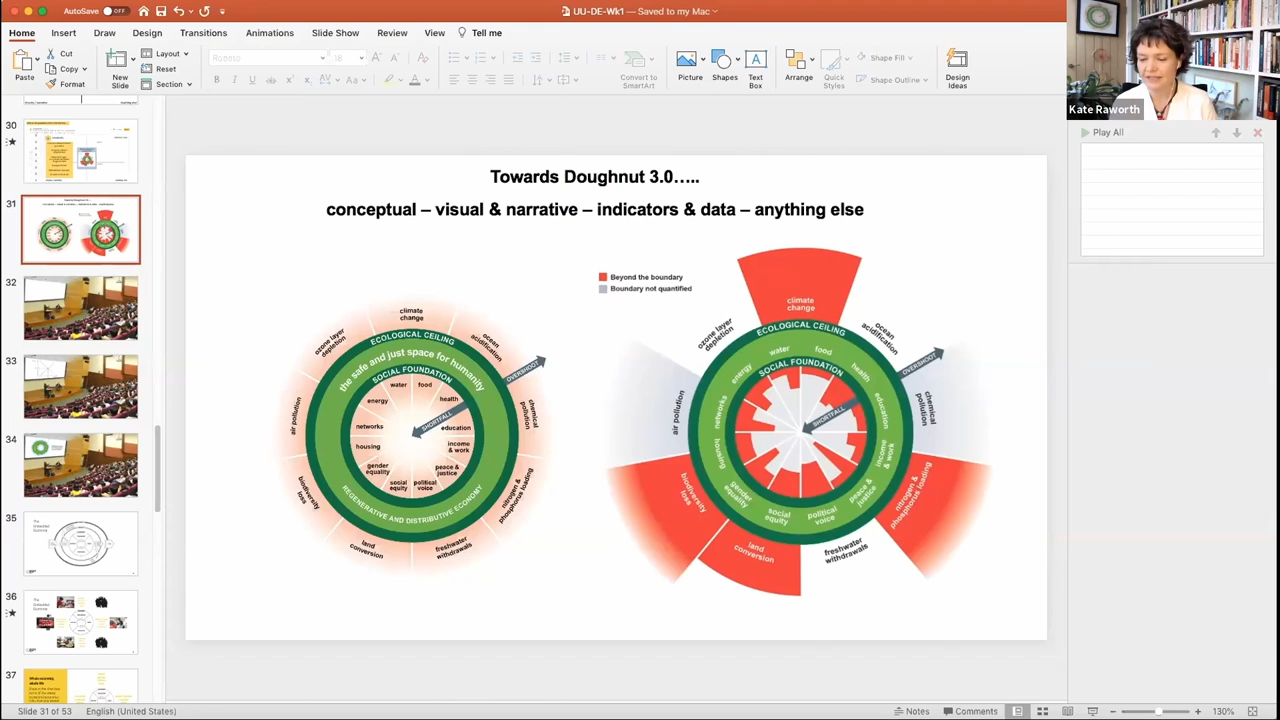 AutoSave OFF
UU-DE-Wk1 — Saved to my Mac
Home Insert Draw Design Transitions Animations Slide Show Review View Tell me
Paste
Cut
Copy
Format
New Slide
Layout
Reset
Section
Roboto
18
Convert to SmartArt
Picture
Shapes
Text Box
Arrange
Quick Styles
Shape Fill
Shape Outline
Design Ideas
Kate Raworth
Play All
30
31
32
33
34
35
36
37
Towards Doughnut 3.0.....
conceptual – visual & narrative – indicators & data – anything else
climate change
ozone layer depletion
ocean acidification
air pollution
chemical pollution
biodiversity loss
nitrogen & phosphorus loading
land conversion
freshwater withdrawals
ECOLOGICAL CEILING
the safe and just space for humanity
SOCIAL FOUNDATION
water
food
energy
health
networks
education
housing
income & work
gender equality
peace & justice
social equity
political voice
SHORTFALL
OVERSHOOT
REGENERATIVE AND DISTRIBUTIVE ECONOMY
Beyond the boundary
Boundary not quantified
climate change
ozone layer depletion
ocean acidification
air pollution
chemical pollution
biodiversity loss
nitrogen & phosphorus loading
land conversion
freshwater withdrawals
ECOLOGICAL CEILING
SOCIAL FOUNDATION
water
food
energy
health
networks
education
housing
income & work
gender equality
peace & justice
social equity
political voice
SHORTFALL
OVERSHOOT
Slide 31 of 53 English (United States)
Notes Comments
130%